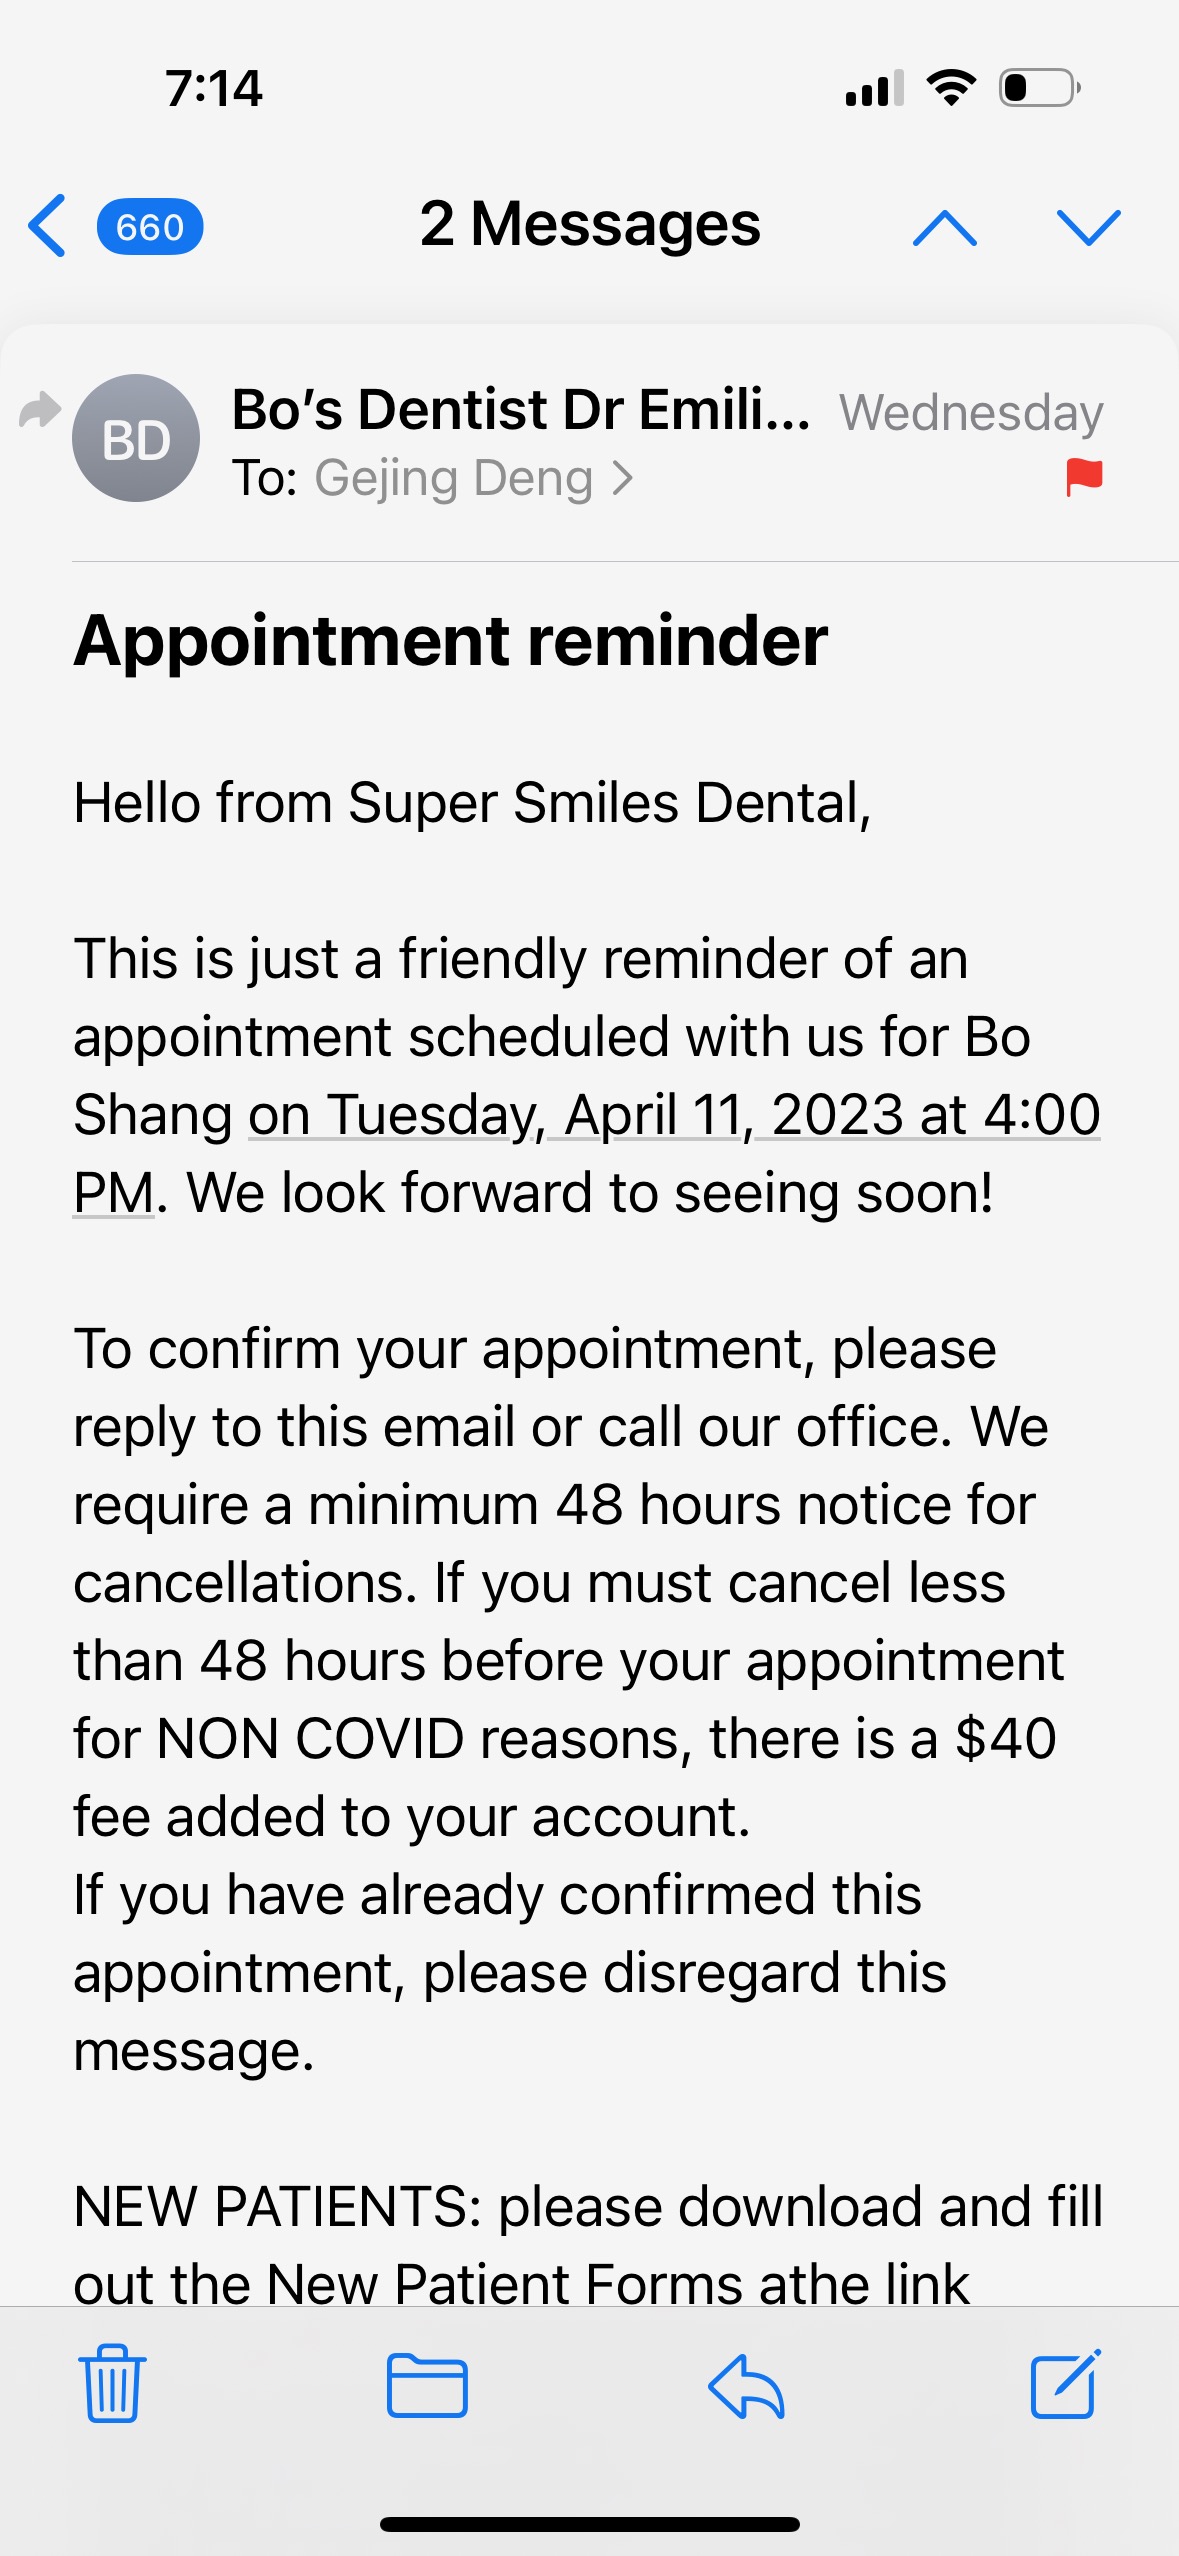 7:14
660
2 Messages
BD
Bo’s Dentist Dr Emili...
Wednesday
To: Gejing Deng
Appointment reminder
Hello from Super Smiles Dental,
This is just a friendly reminder of an
appointment scheduled with us for Bo
Shang on Tuesday, April 11, 2023 at 4:00
PM. We look forward to seeing soon!
To confirm your appointment, please
reply to this email or call our office. We
require a minimum 48 hours notice for
cancellations. If you must cancel less
than 48 hours before your appointment
for NON COVID reasons, there is a $40
fee added to your account.
If you have already confirmed this
appointment, please disregard this
message.
NEW PATIENTS: please download and fill
out the New Patient Forms athe link